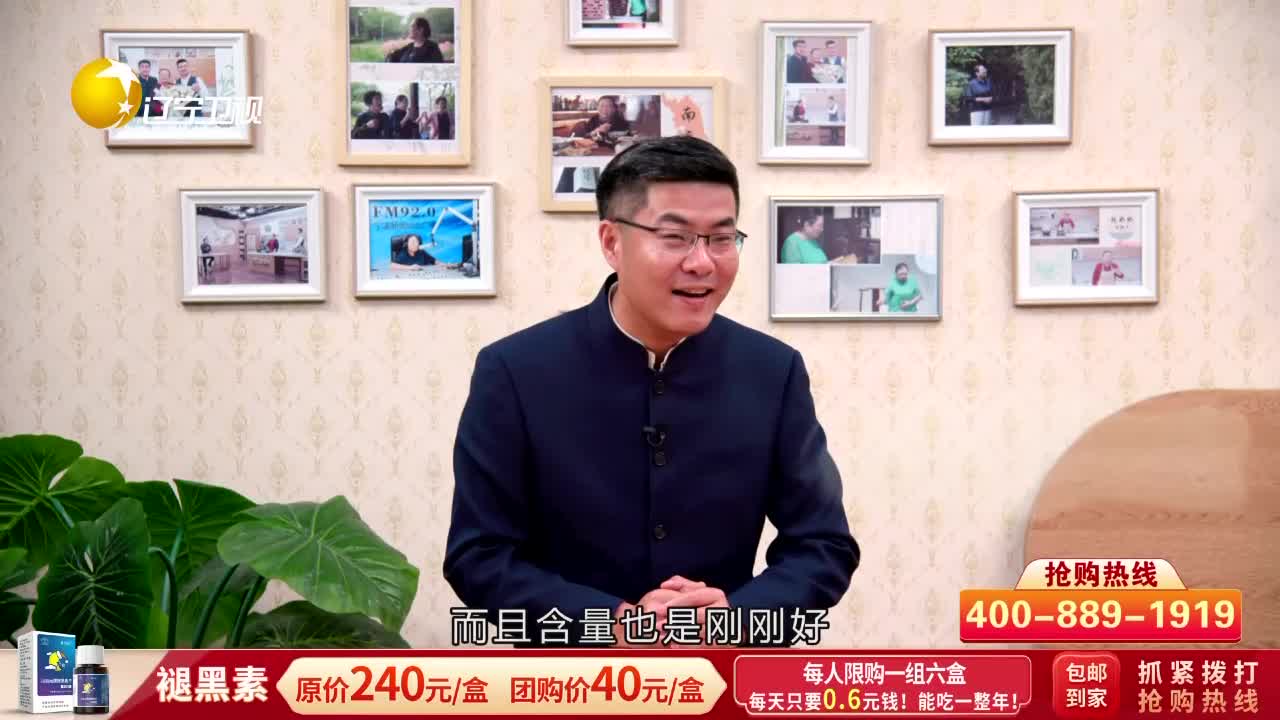 辽宁卫视
FM92.0
南
而且含量也是刚刚好
抢购热线
400-889-1919
褪黑素
原价240元/盒 团购价40元/盒
每人限购一组六盒
每天只要0.6元钱！能吃一整年！
包邮
到家
抓紧拨打
抢购热线